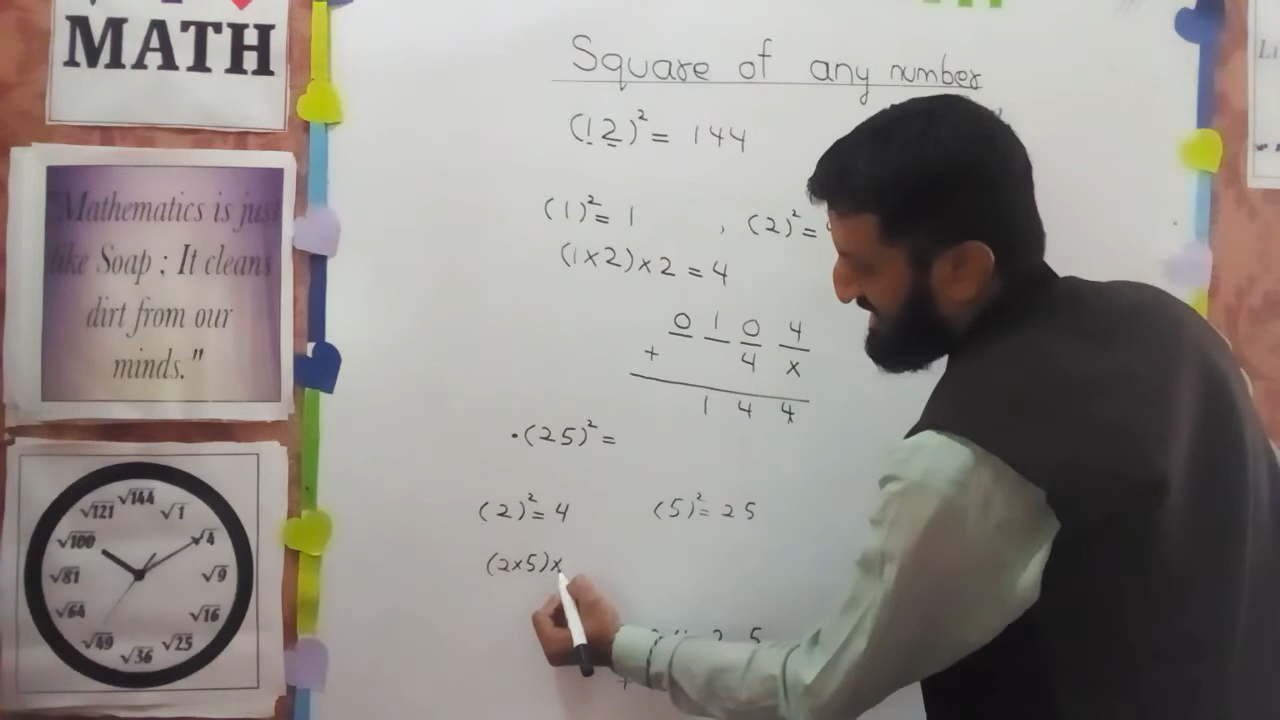 MATH
"Mathematics is just
like Soap ; It cleans
dirt from our
minds."
√144
√121
√1
√100
√4
√81
√9
√64
√16
√49
√25
√36
Square of any number
(12)² = 144
(1)² = 1 , (2)² =
(1×2)×2 = 4
0 1 0 4
+ 4 x
1 4 4
·(25)² =
(2)² = 4 (5)² = 25
(2×5)×
2 5
+